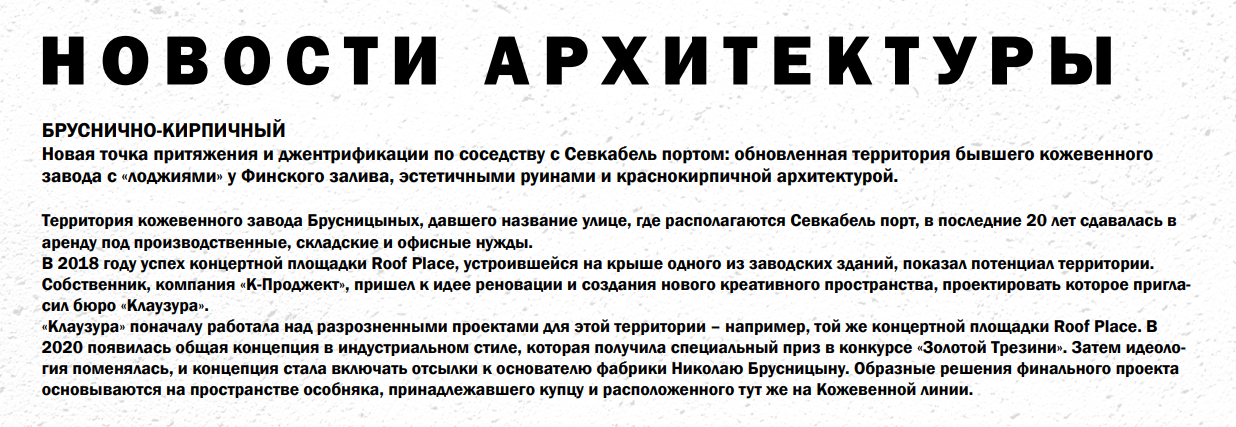 НОВОСТИ АРХИТЕКТУРЫ
БРУСНИЧНО-КИРПИЧНЫЙ
Новая точка притяжения и джентрификации по соседству с Севкабель портом: обновленная территория бывшего кожевенного
завода с «лоджиями» у Финского залива, эстетичными руинами и краснокирпичной архитектурой.
Территория кожевенного завода Брусницыных, давшего название улице, где располагаются Севкабель порт, в последние 20 лет сдавалась в
аренду под производственные, складские и офисные нужды.
В 2018 году успех концертной площадки Roof Place, устроившейся на крыше одного из заводских зданий, показал потенциал территории.
Собственник, компания «К-Проджект», пришел к идее реновации и создания нового креативного пространства, проектировать которое пригла-
сил бюро «Клаузура».
«Клаузура» поначалу работала над разрозненными проектами для этой территории – например, той же концертной площадки Roof Place. В
2020 появилась общая концепция в индустриальном стиле, которая получила специальный приз в конкурсе «Золотой Трезини». Затем идеоло-
гия поменялась, и концепция стала включать отсылки к основателю фабрики Николаю Брусницыну. Образные решения финального проекта
основываются на пространстве особняка, принадлежавшего купцу и расположенного тут же на Кожевенной линии.